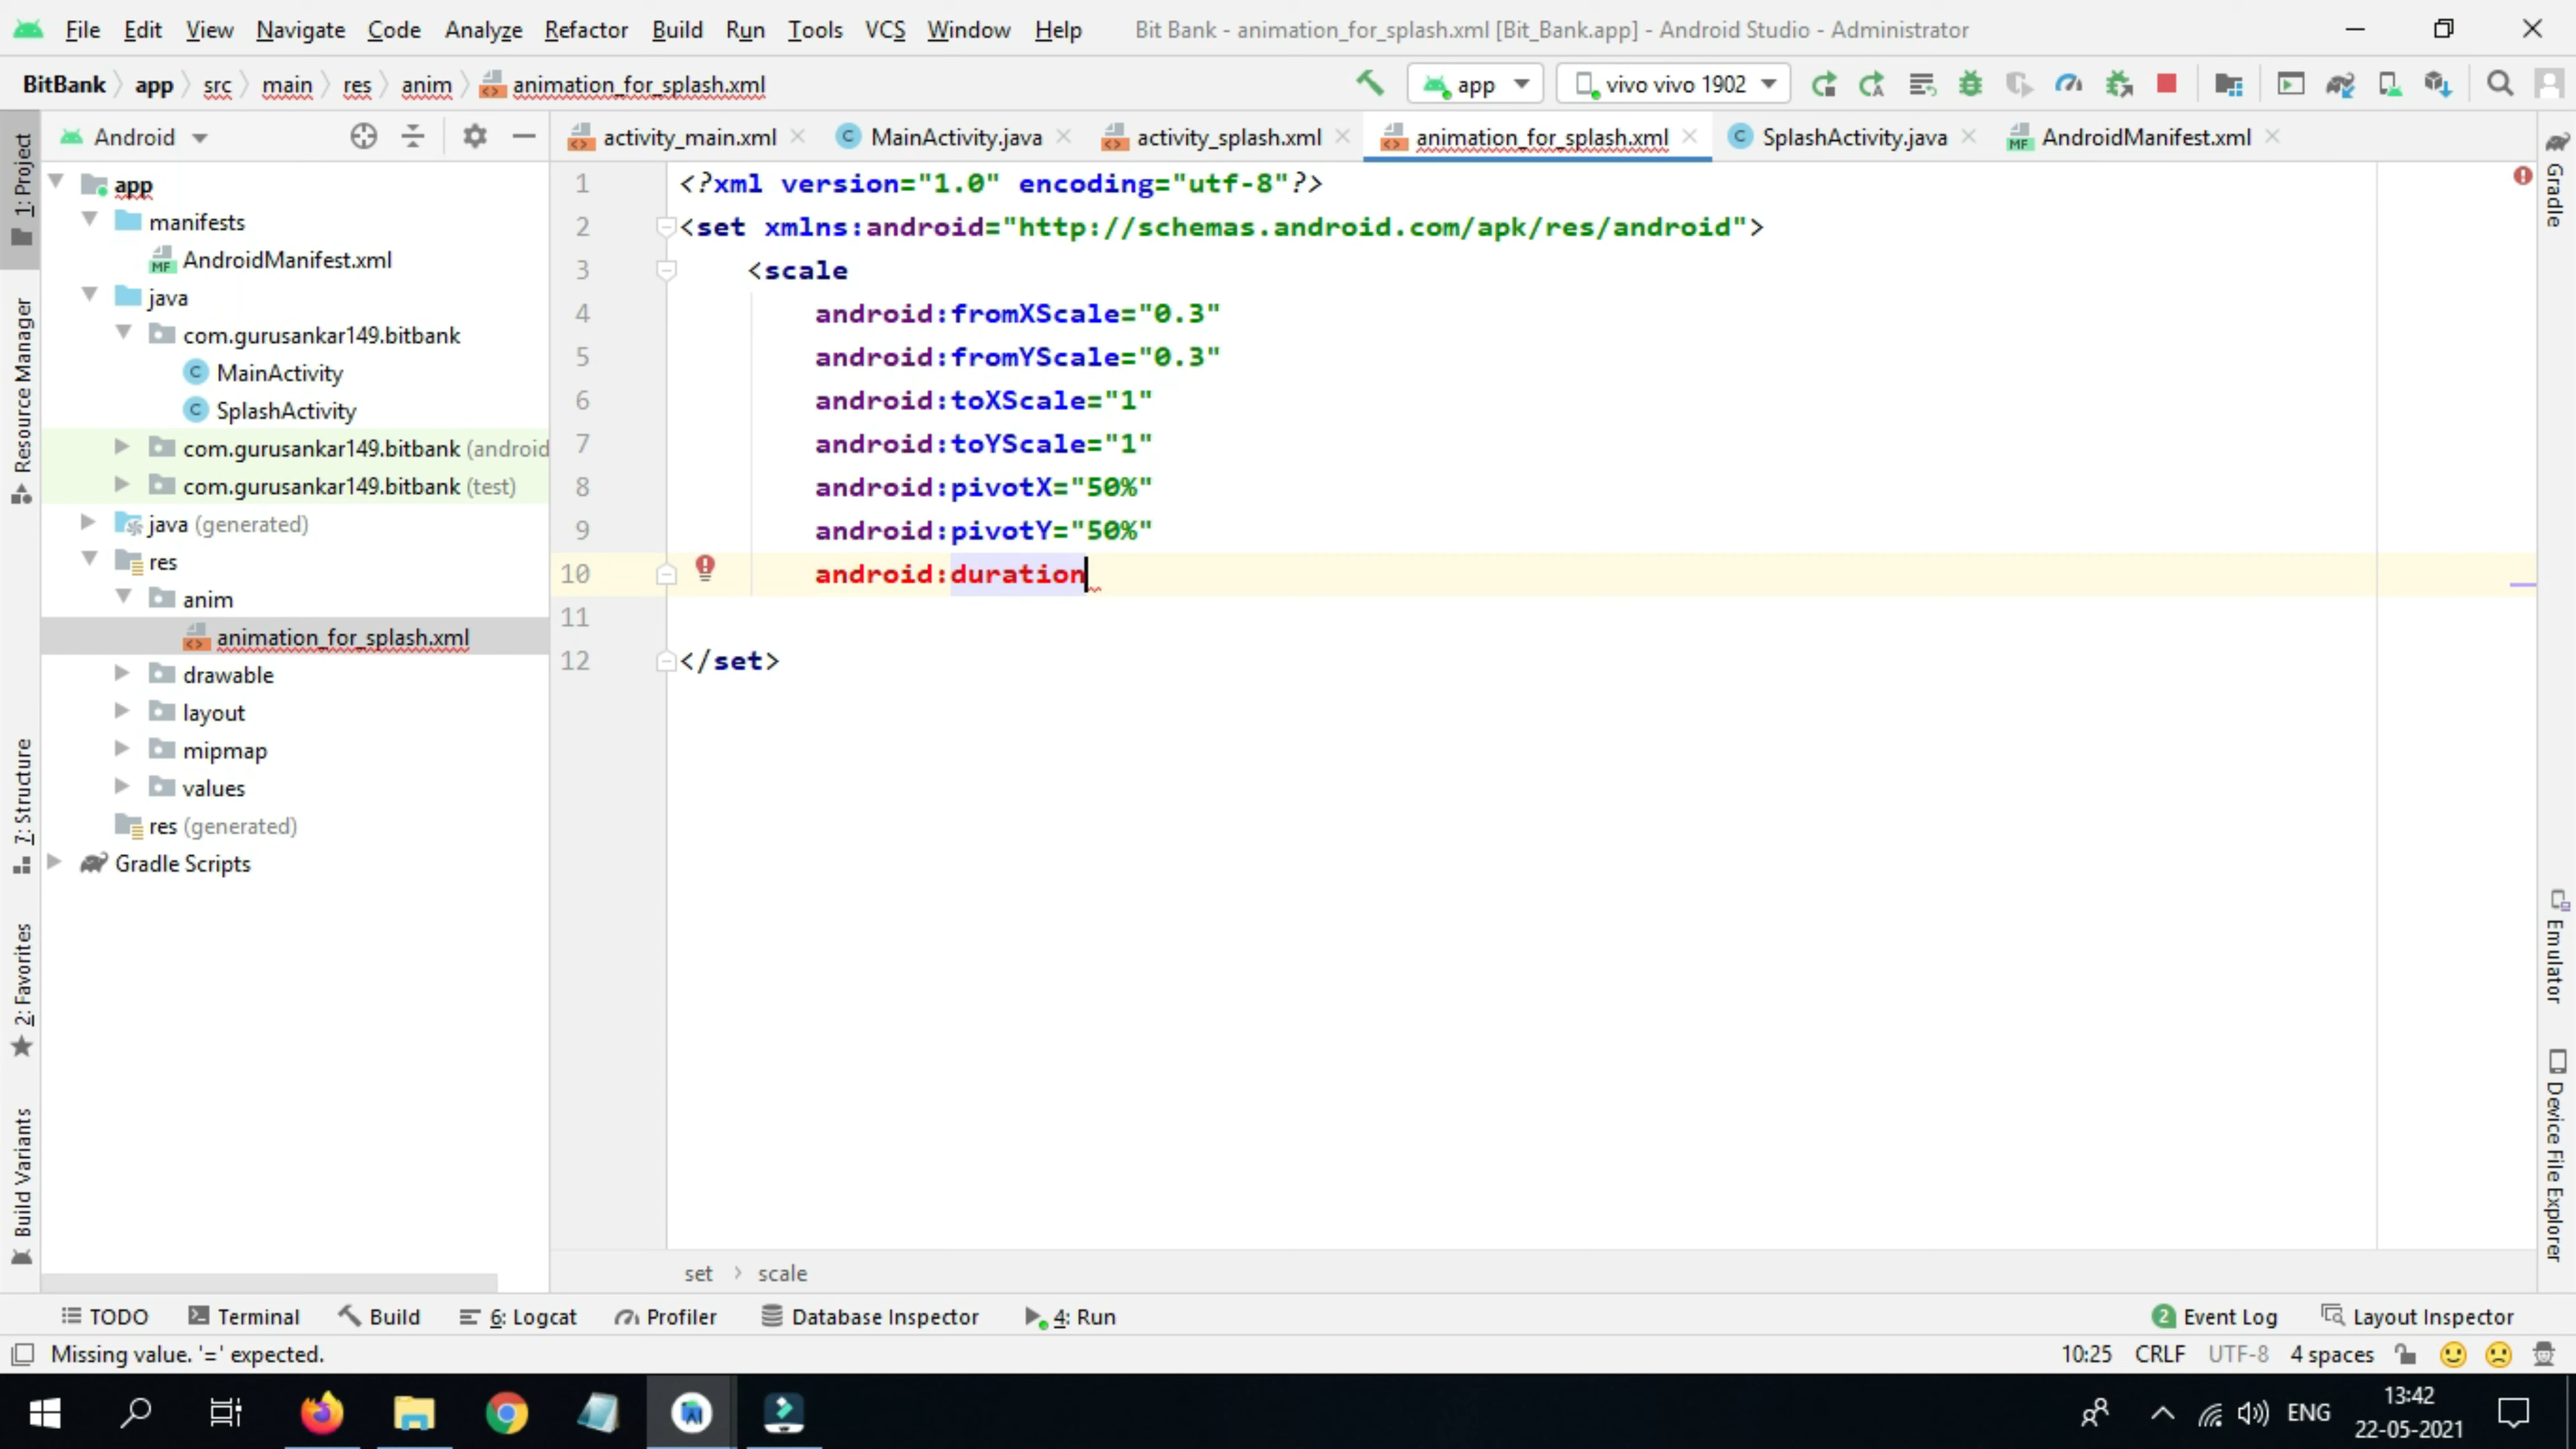 File Edit View Navigate Code Analyze Refactor Build Run Tools VCS Window Help Bit Bank - animation_for_splash.xml [Bit_Bank.app] - Android Studio - Administrator
BitBank app src main res anim animation_for_splash.xml app vivo vivo 1902
Android activity_main.xml MainActivity.java activity_splash.xml animation_for_splash.xml SplashActivity.java AndroidManifest.xml
1: Project
Resource Manager
7: Structure
2: Favorites
Build Variants
app
manifests
AndroidManifest.xml
java
com.gurusankar149.bitbank
MainActivity
SplashActivity
com.gurusankar149.bitbank (android
com.gurusankar149.bitbank (test)
java (generated)
res
anim
animation_for_splash.xml
drawable
layout
mipmap
values
res (generated)
Gradle Scripts
1 <?xml version="1.0" encoding="utf-8"?>
2 <set xmlns:android="http://schemas.android.com/apk/res/android">
3 <scale
4 android:fromXScale="0.3"
5 android:fromYScale="0.3"
6 android:toXScale="1"
7 android:toYScale="1"
8 android:pivotX="50%"
9 android:pivotY="50%"
10 android:duration
11
12 </set>
Gradle
Emulator
Device File Explorer
set scale
TODO Terminal Build 6: Logcat Profiler Database Inspector 4: Run 2 Event Log Layout Inspector
Missing value. '=' expected. 10:25 CRLF UTF-8 4 spaces
ENG 13:42
22-05-2021